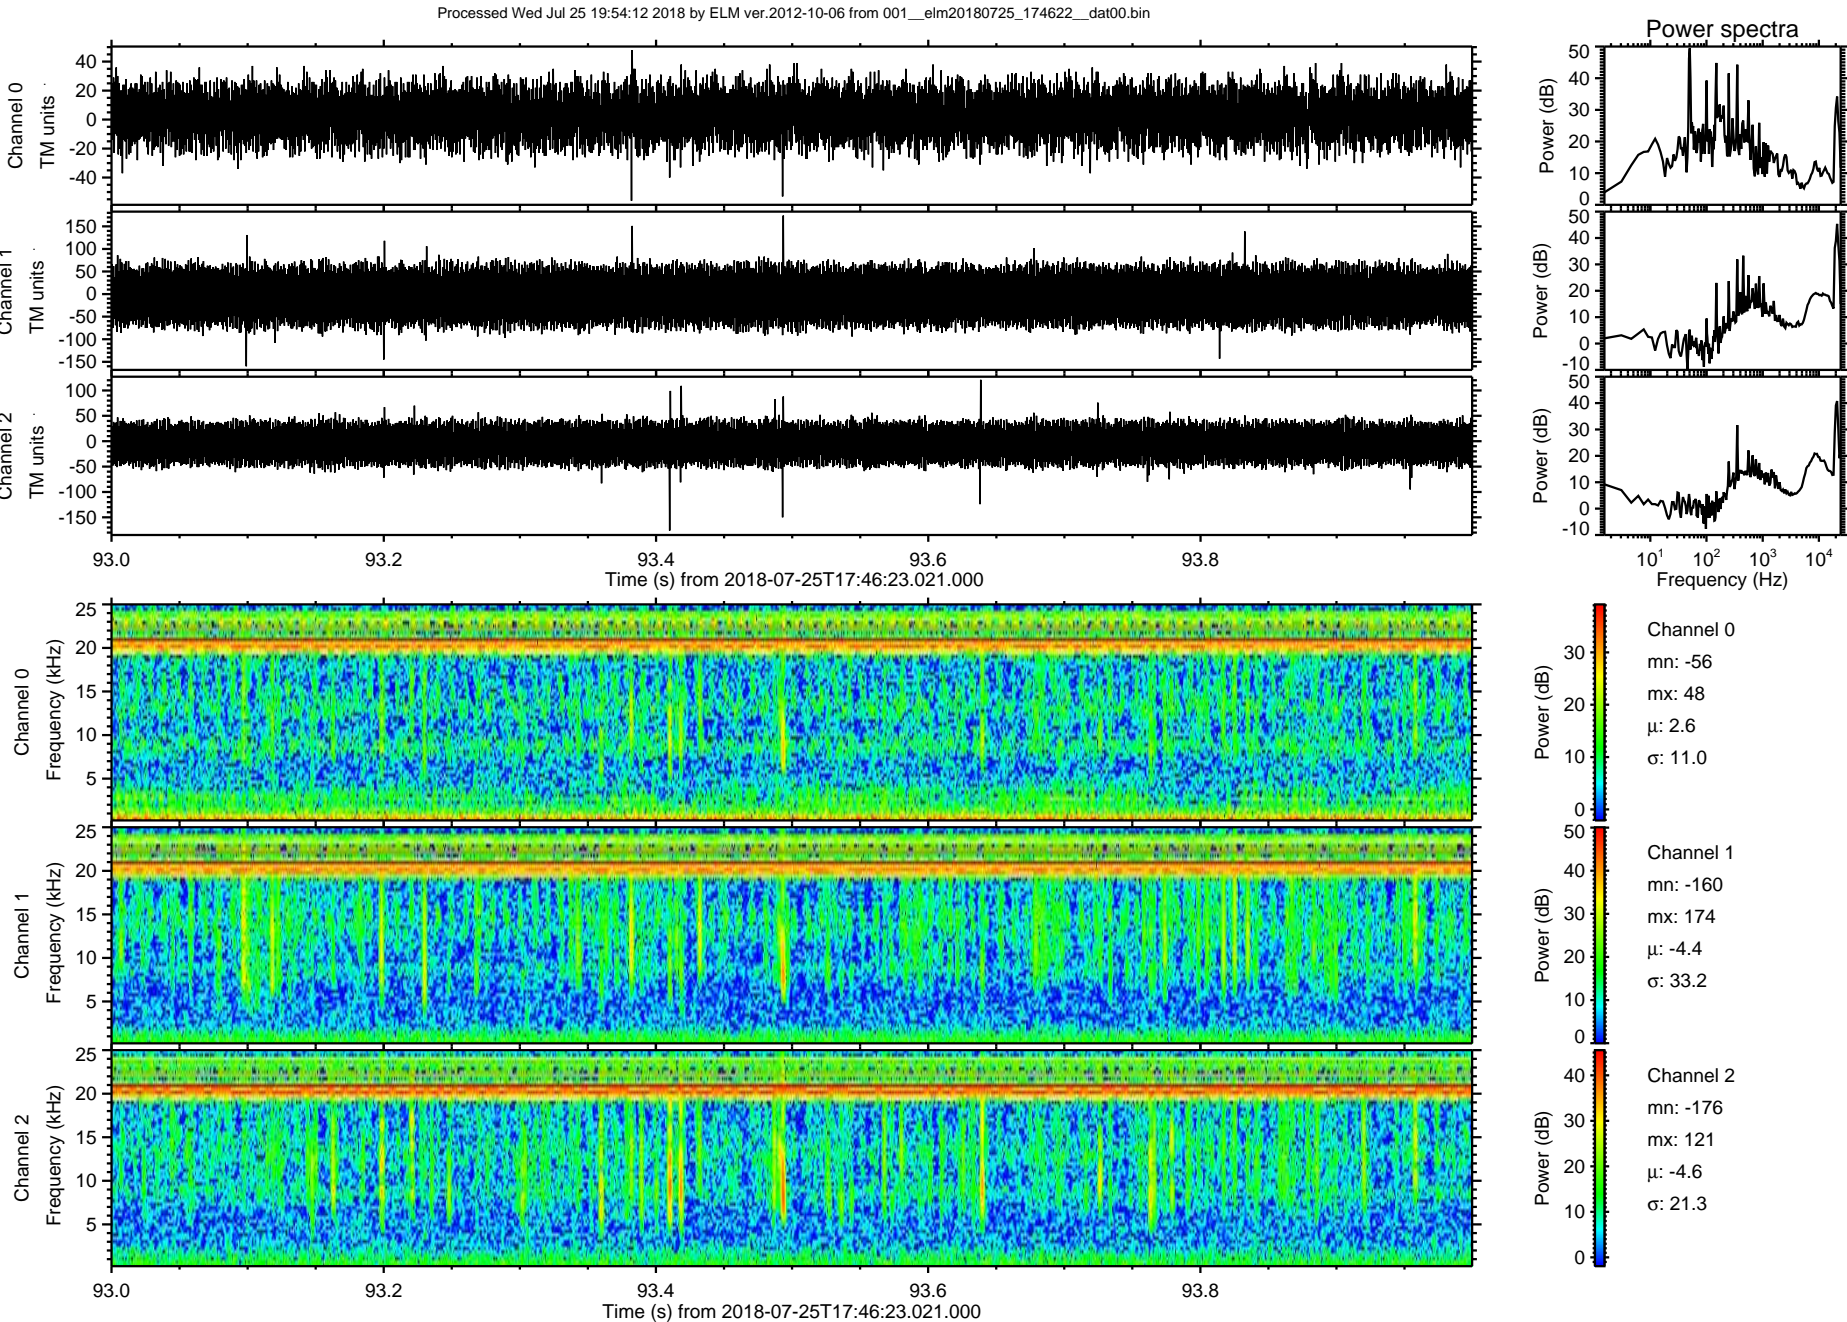 Processed Wed Jul 25 19:54:12 2018 by ELM ver.2012-10-06 from 001__elm20180725_174622__dat00.bin
Power spectra
Channel 0
TM units
40
20
0
-20
-40
Power (dB)
50
40
30
20
10
0
Channel 1
TM units
150
100
50
0
-50
-100
-150
Power (dB)
50
40
30
20
10
0
-10
Channel 2
TM units
100
50
0
-50
-100
-150
Power (dB)
50
40
30
20
10
0
-10
93.0 93.2 93.4 93.6 93.8
Time (s) from 2018-07-25T17:46:23.021.000
10^1 10^2 10^3 10^4
Frequency (Hz)
Channel 0
Frequency (kHz)
25
20
15
10
5
Power (dB)
30
20
10
0
Channel 0
mn: -56
mx: 48
μ: 2.6
σ: 11.0
Channel 1
Frequency (kHz)
25
20
15
10
5
Power (dB)
50
40
30
20
10
0
Channel 1
mn: -160
mx: 174
μ: -4.4
σ: 33.2
Channel 2
Frequency (kHz)
25
20
15
10
5
Power (dB)
40
30
20
10
0
Channel 2
mn: -176
mx: 121
μ: -4.6
σ: 21.3
93.0 93.2 93.4 93.6 93.8
Time (s) from 2018-07-25T17:46:23.021.000